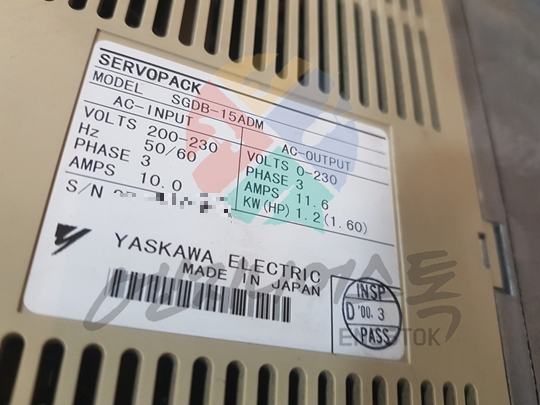 SERVOPACK
MODEL SGDB-15ADM
AC-INPUT
VOLTS 200-230
Hz 50/60
PHASE 3
AMPS 10.0
AC-OUTPUT
VOLTS 0-230
PHASE 3
AMPS 11.6
KW(HP) 1.2(1.60)
S/N
YASKAWA ELECTRIC
MADE IN JAPAN
INSP
D '00. 3
PASS